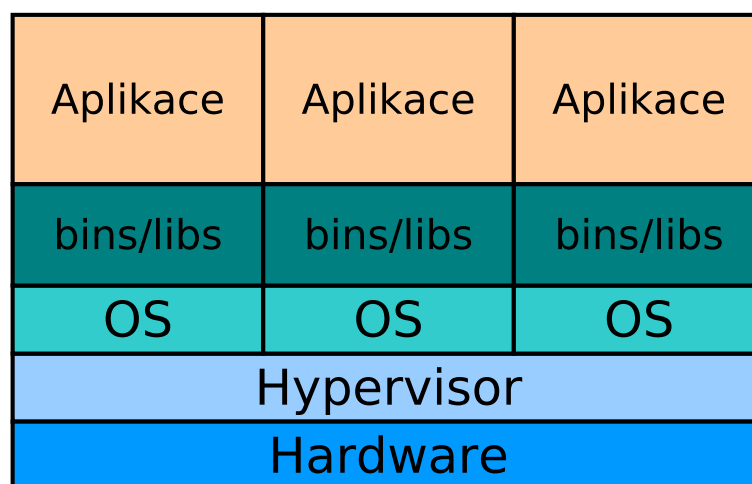 Aplikace Aplikace Aplikace
bins/libs bins/libs bins/libs
OS OS OS
Hypervisor
Hardware